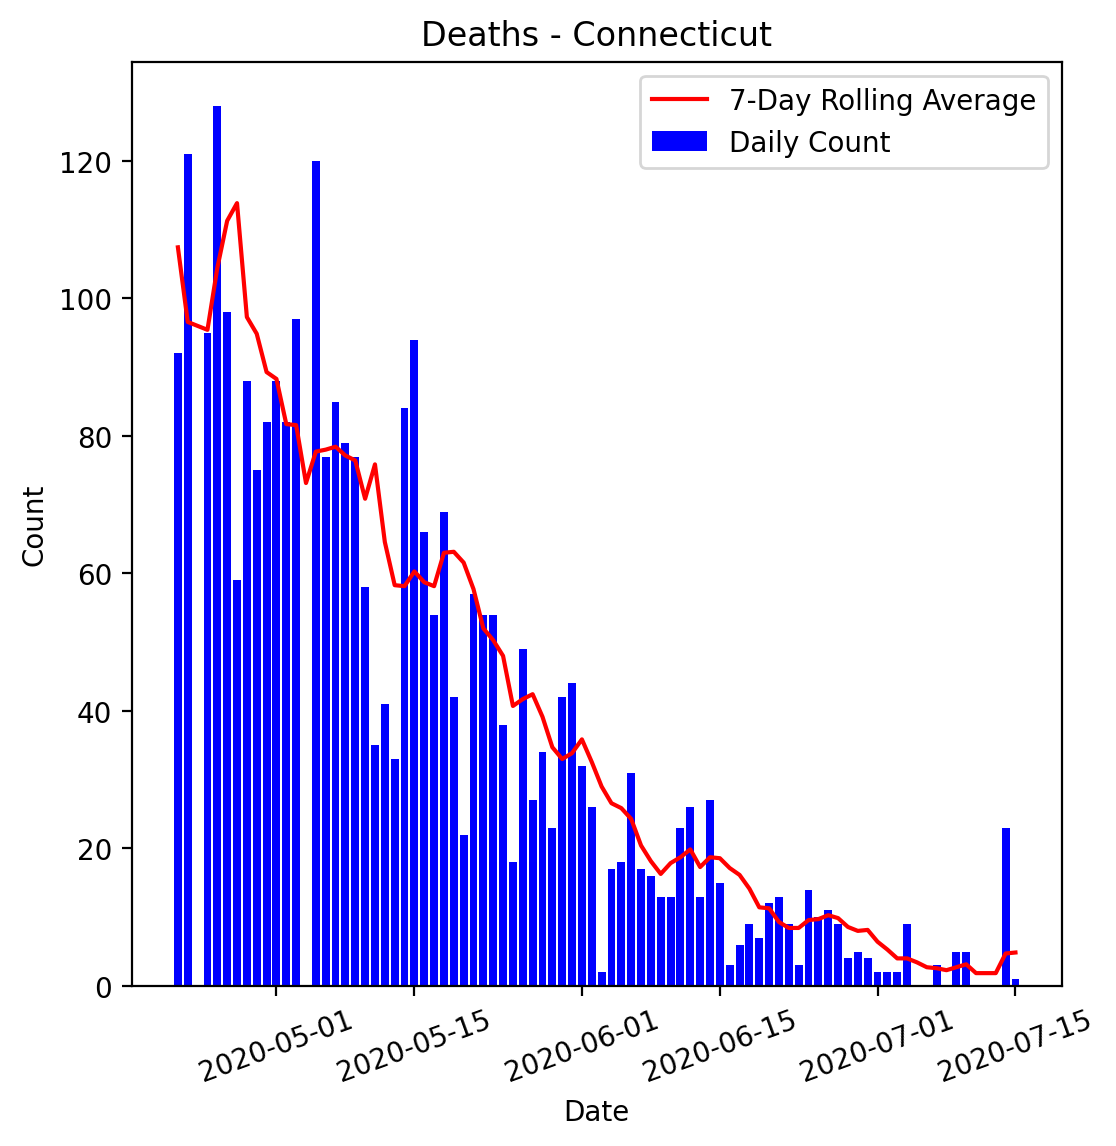 Deaths - Connecticut
7-Day Rolling Average
Daily Count
120
100
80
60
40
20
0
Count
2020-05-01
2020-05-15
2020-06-01
2020-06-15
2020-07-01
2020-07-15
Date